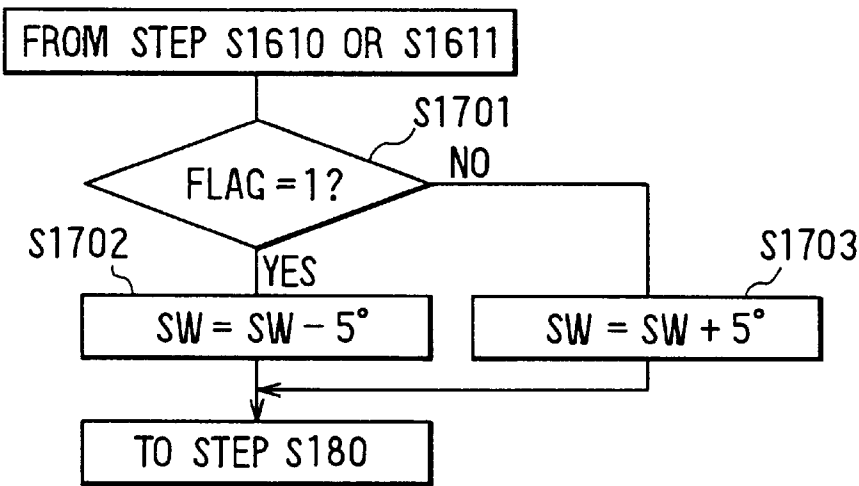 FROM STEP S1610 OR S1611
S1701
FLAG = 1?
NO
S1702
YES
S1703
SW = SW - 5°
SW = SW + 5°
TO STEP S180